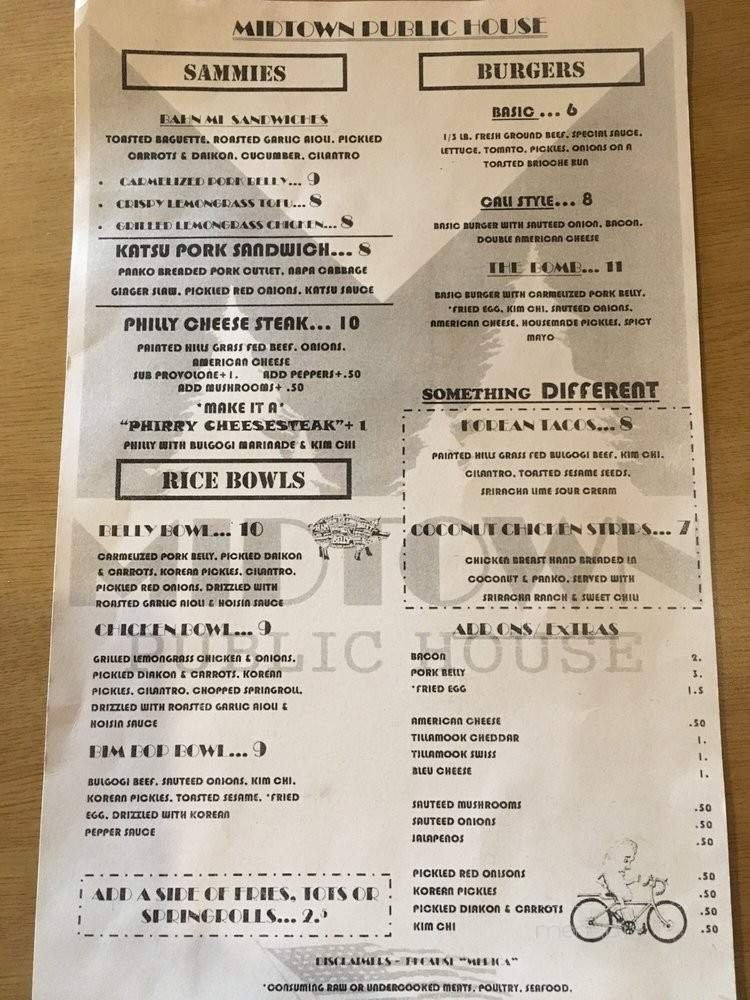 MIDTOWN PUBLIC HOUSE
SAMMIES
BAHN MI SANDWICHES
TOASTED BAGUETTE, ROASTED GARLIC AIOLI, PICKLED
CARROTS & DAIKON, CUCUMBER, CILANTRO
• CARMELIZED PORK BELLY... 9
• CRISPY LEMONGRASS TOFU... 8
• GRILLED LEMONGRASS CHICKEN... 8
KATSU PORK SANDWICH... 8
PANKO BREADED PORK CUTLET, NAPA CABBAGE
GINGER SLAW, PICKLED RED ONIONS, KATSU SAUCE
PHILLY CHEESE STEAK... 10
PAINTED HILLS GRASS FED BEEF, ONIONS,
AMERICAN CHEESE
SUB PROVOLONE+1. ADD PEPPERS+.50
ADD MUSHROOMS+ .50
*MAKE IT A*
"PHIRRY CHEESESTEAK"+ 1
PHILLY WITH BULGOGI MARINADE & KIM CHI
RICE BOWLS
BELLY BOWL... 10
CARMELIZED PORK BELLY, PICKLED DAIKON
& CARROTS, KOREAN PICKLES, CILANTRO,
PICKLED RED ONIONS, DRIZZLED WITH
ROASTED GARLIC AIOLI & HOISIN SAUCE
CHICKEN BOWL... 9
GRILLED LEMONGRASS CHICKEN & ONIONS,
PICKLED DIAKON & CARROTS, KOREAN
PICKLES, CILANTRO, CHOPPED SPRINGROLL,
DRIZZLED WITH ROASTED GARLIC AIOLI &
HOISIN SAUCE
BIM BOP BOWL... 9
BULGOGI BEEF, SAUTEED ONIONS, KIM CHI,
KOREAN PICKLES, TOASTED SESAME, *FRIED
EGG, DRIZZLED WITH KOREAN
PEPPER SAUCE
ADD A SIDE OF FRIES, TOTS OR
SPRINGROLLS... 2.5
BURGERS
BASIC ... 6
1/3 LB. FRESH GROUND BEEF, SPECIAL SAUCE,
LETTUCE, TOMATO, PICKLES, ONIONS ON A
TOASTED BRIOCHE BUN
CALI STYLE... 8
BASIC BURGER WITH SAUTEED ONION, BACON,
DOUBLE AMERICAN CHEESE
THE BOMB... 11
BASIC BURGER WITH CARMELIZED PORK BELLY,
*FRIED EGG, KIM CHI, SAUTEED ONIONS,
AMERICAN CHEESE, HOUSEMADE PICKLES, SPICY
MAYO
SOMETHING DIFFERENT
KOREAN TACOS... 8
PAINTED HILLS GRASS FED BULGOGI BEEF, KIM CHI,
CILANTRO, TOASTED SESAME SEEDS,
SRIRACHA LIME SOUR CREAM
COCONUT CHICKEN STRIPS... 7
CHICKEN BREAST HAND BREADED IN
COCONUT & PANKO, SERVED WITH
SRIRACHA RANCH & SWEET CHILI
ADD ONS/EXTRAS
BACON 2.
PORK BELLY 3.
*FRIED EGG 1.5
AMERICAN CHEESE .50
TILLAMOOK CHEDDAR 1.
TILLAMOOK SWISS 1.
BLEU CHEESE 1.
SAUTEED MUSHROOMS .50
SAUTEED ONIONS .50
JALAPENOS .50
PICKLED RED ONISONS .50
KOREAN PICKLES .50
PICKLED DIAKON & CARROTS .50
KIM CHI .50
MIDTOWN
PUBLIC HOUSE
DISCLAIMERS - BECAUSE "MERICA"
*CONSUMING RAW OR UNDERCOOKED MEATS, POULTRY, SEAFOOD,